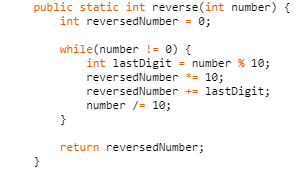 public static int reverse(int number) {
    int reversedNumber = 0;

    while(number != 0) {
        int lastDigit = number % 10;
        reversedNumber *= 10;
        reversedNumber += lastDigit;
        number /= 10;
    }

    return reversedNumber;
}